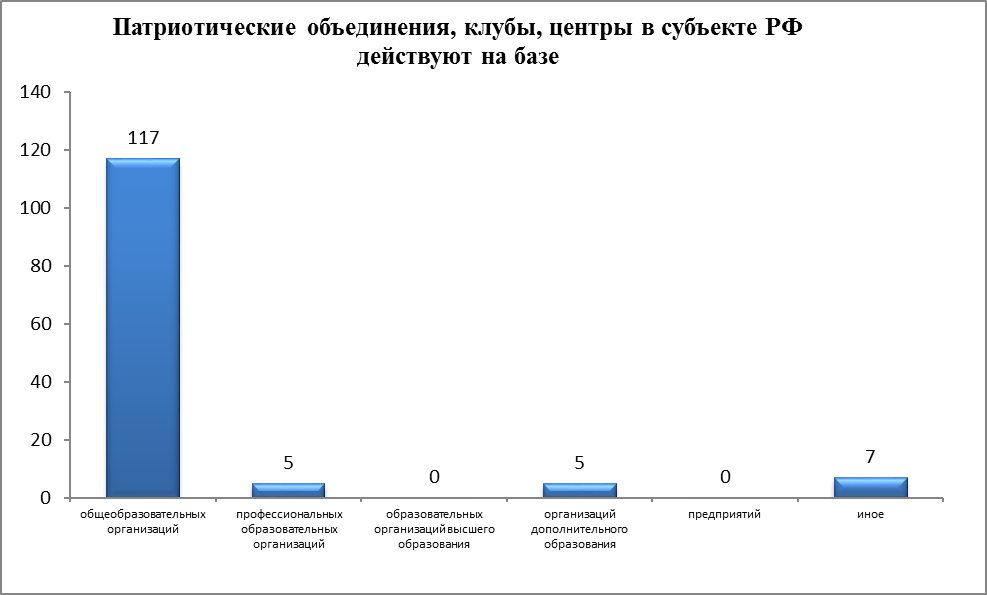 Патриотические объединения, клубы, центры в субъекте РФ
действуют на базе
140
120
100
80
60
40
20
0
117
5
0
5
0
7
общеобразовательных
организаций
профессиональных
образовательных
организаций
образовательных
организаций высшего
образования
организаций
дополнительного
образования
предприятий
иное